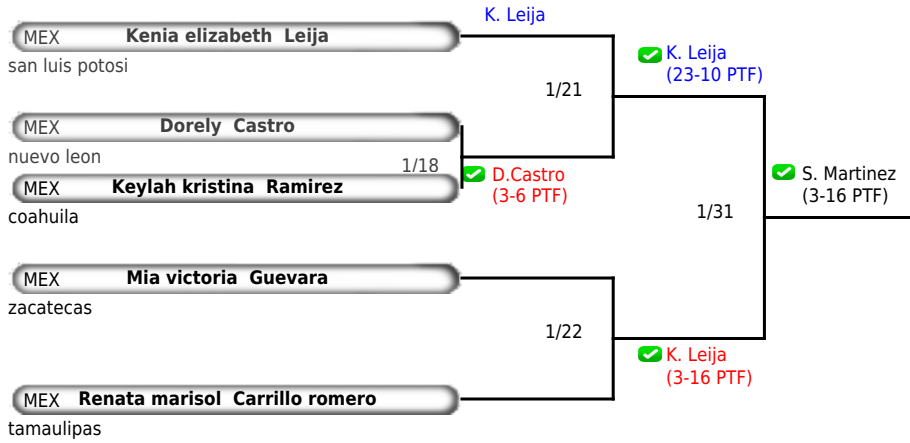 K. Leija
MEX Kenia elizabeth Leija
san luis potosi
K. Leija
(23-10 PTF)
1/21
MEX Dorely Castro
nuevo leon
1/18
D.Castro
(3-6 PTF)
MEX Keylah kristina Ramirez
coahuila
S. Martinez
(3-16 PTF)
1/31
MEX Mia victoria Guevara
zacatecas
1/22
K. Leija
(3-16 PTF)
MEX Renata marisol Carrillo romero
tamaulipas